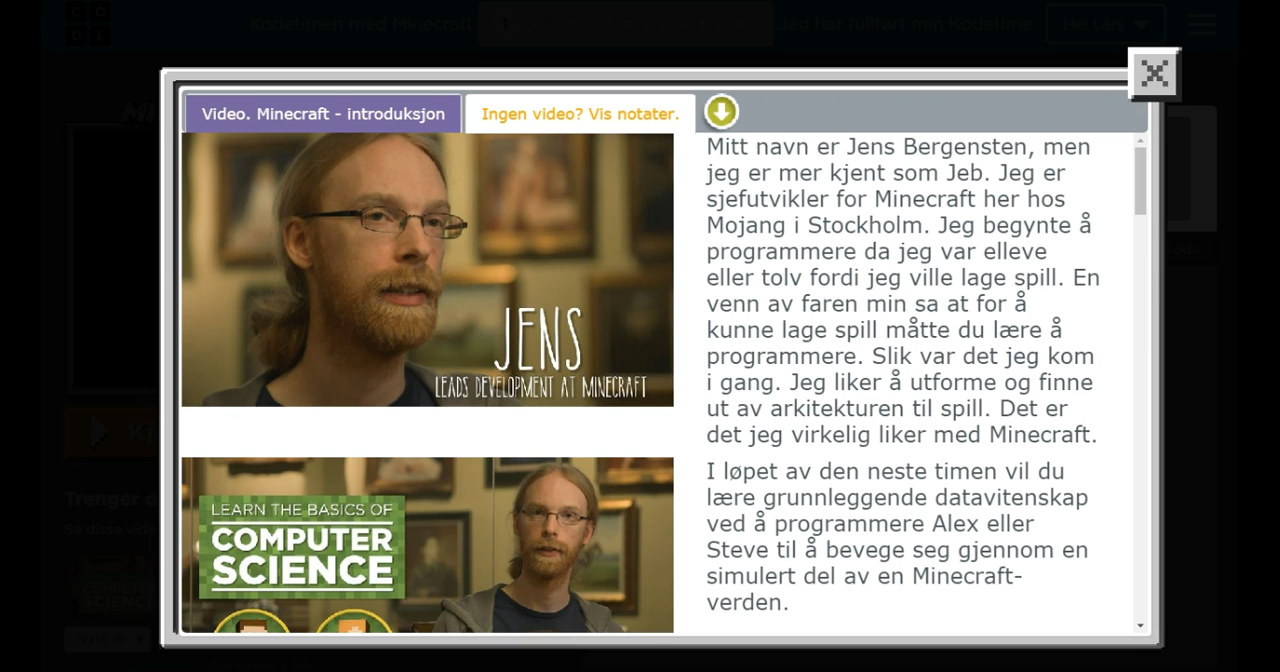 Kodetimen med Minecraft
Jeg har fullført min Kodetime
Video. Minecraft - introduksjon
Ingen video? Vis notater.
JENS
LEADS DEVELOPMENT AT MINECRAFT
LEARN THE BASICS OF
COMPUTER
SCIENCE
Mitt navn er Jens Bergensten, men
jeg er mer kjent som Jeb. Jeg er
sjefutvikler for Minecraft her hos
Mojang i Stockholm. Jeg begynte å
programmere da jeg var elleve
eller tolv fordi jeg ville lage spill. En
venn av faren min sa at for å
kunne lage spill måtte du lære å
programmere. Slik var det jeg kom
i gang. Jeg liker å utforme og finne
ut av arkitekturen til spill. Det er
det jeg virkelig liker med Minecraft.
I løpet av den neste timen vil du
lære grunnleggende datavitenskap
ved å programmere Alex eller
Steve til å bevege seg gjennom en
simulert del av en Minecraft-
verden.